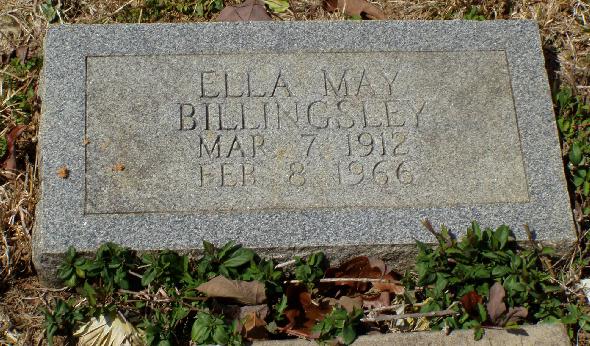 ELLA MAY
BILLINGSLEY
MAR 7 1912
FEB 8 1966